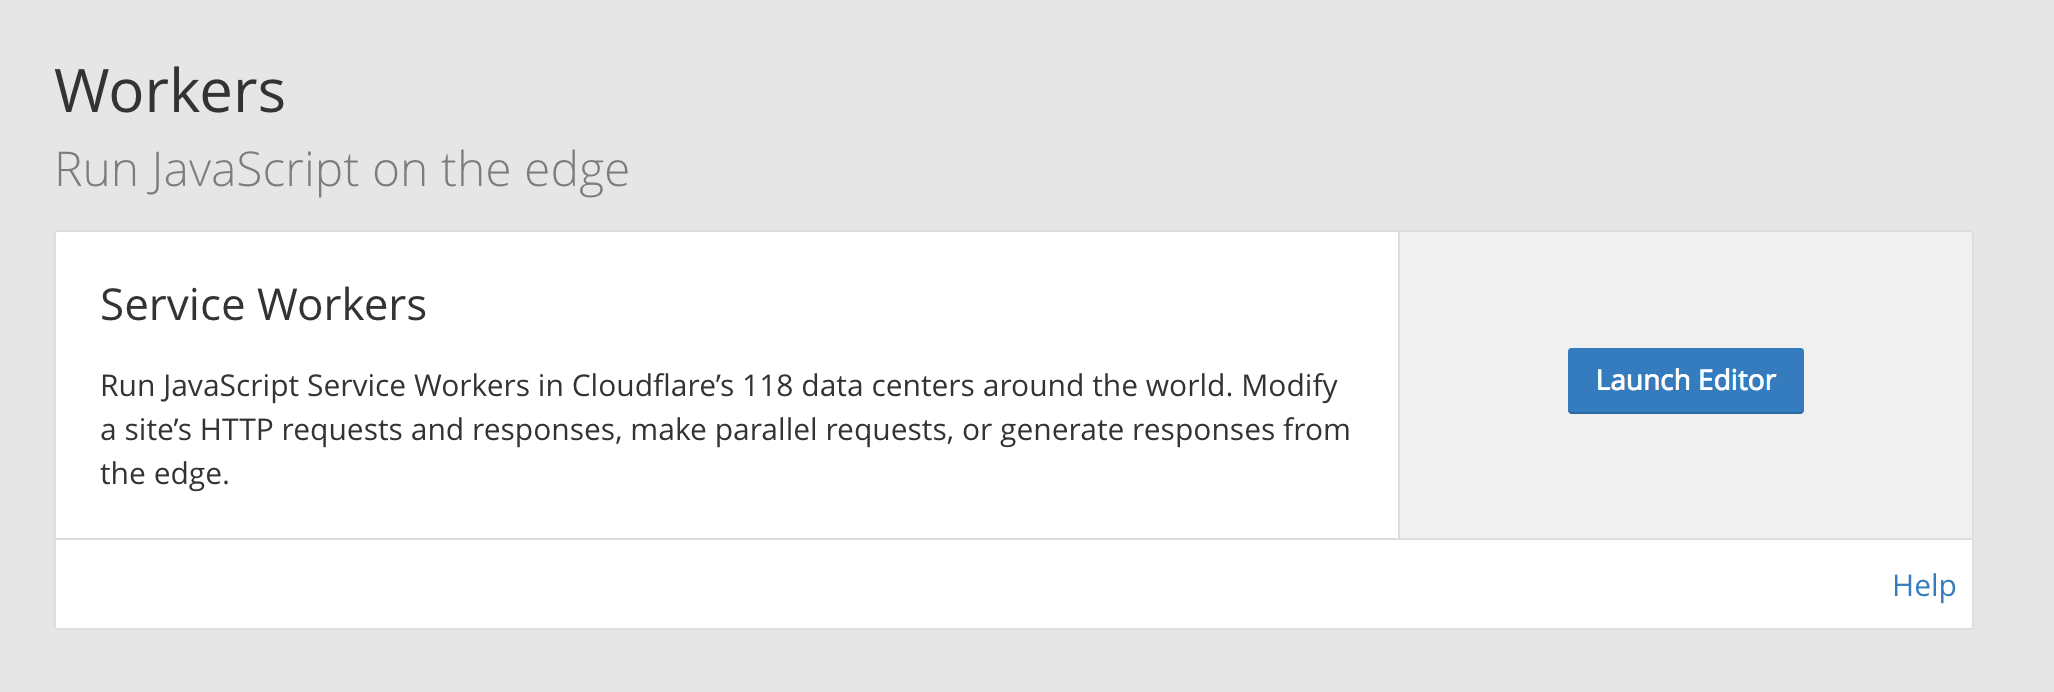 Workers
Run JavaScript on the edge
Service Workers
Run JavaScript Service Workers in Cloudflare’s 118 data centers around the world. Modify
a site’s HTTP requests and responses, make parallel requests, or generate responses from
the edge.
Launch Editor
Help